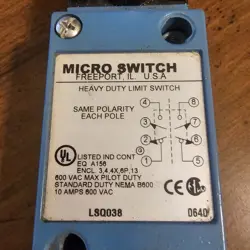 MICRO SWITCH
FREEPORT, IL. U.S.A
HEAVY DUTY LIMIT SWITCH
SAME POLARITY
EACH POLE
4
3
8
7
2
1
6
5
UL
LISTED IND CONT
EQ A156
ENCL. 3,4,4X,6P,13
600 VAC MAX PILOT DUTY
STANDARD DUTY NEMA B600
10 AMPS 600 VAC
CE
LSQ038
0640